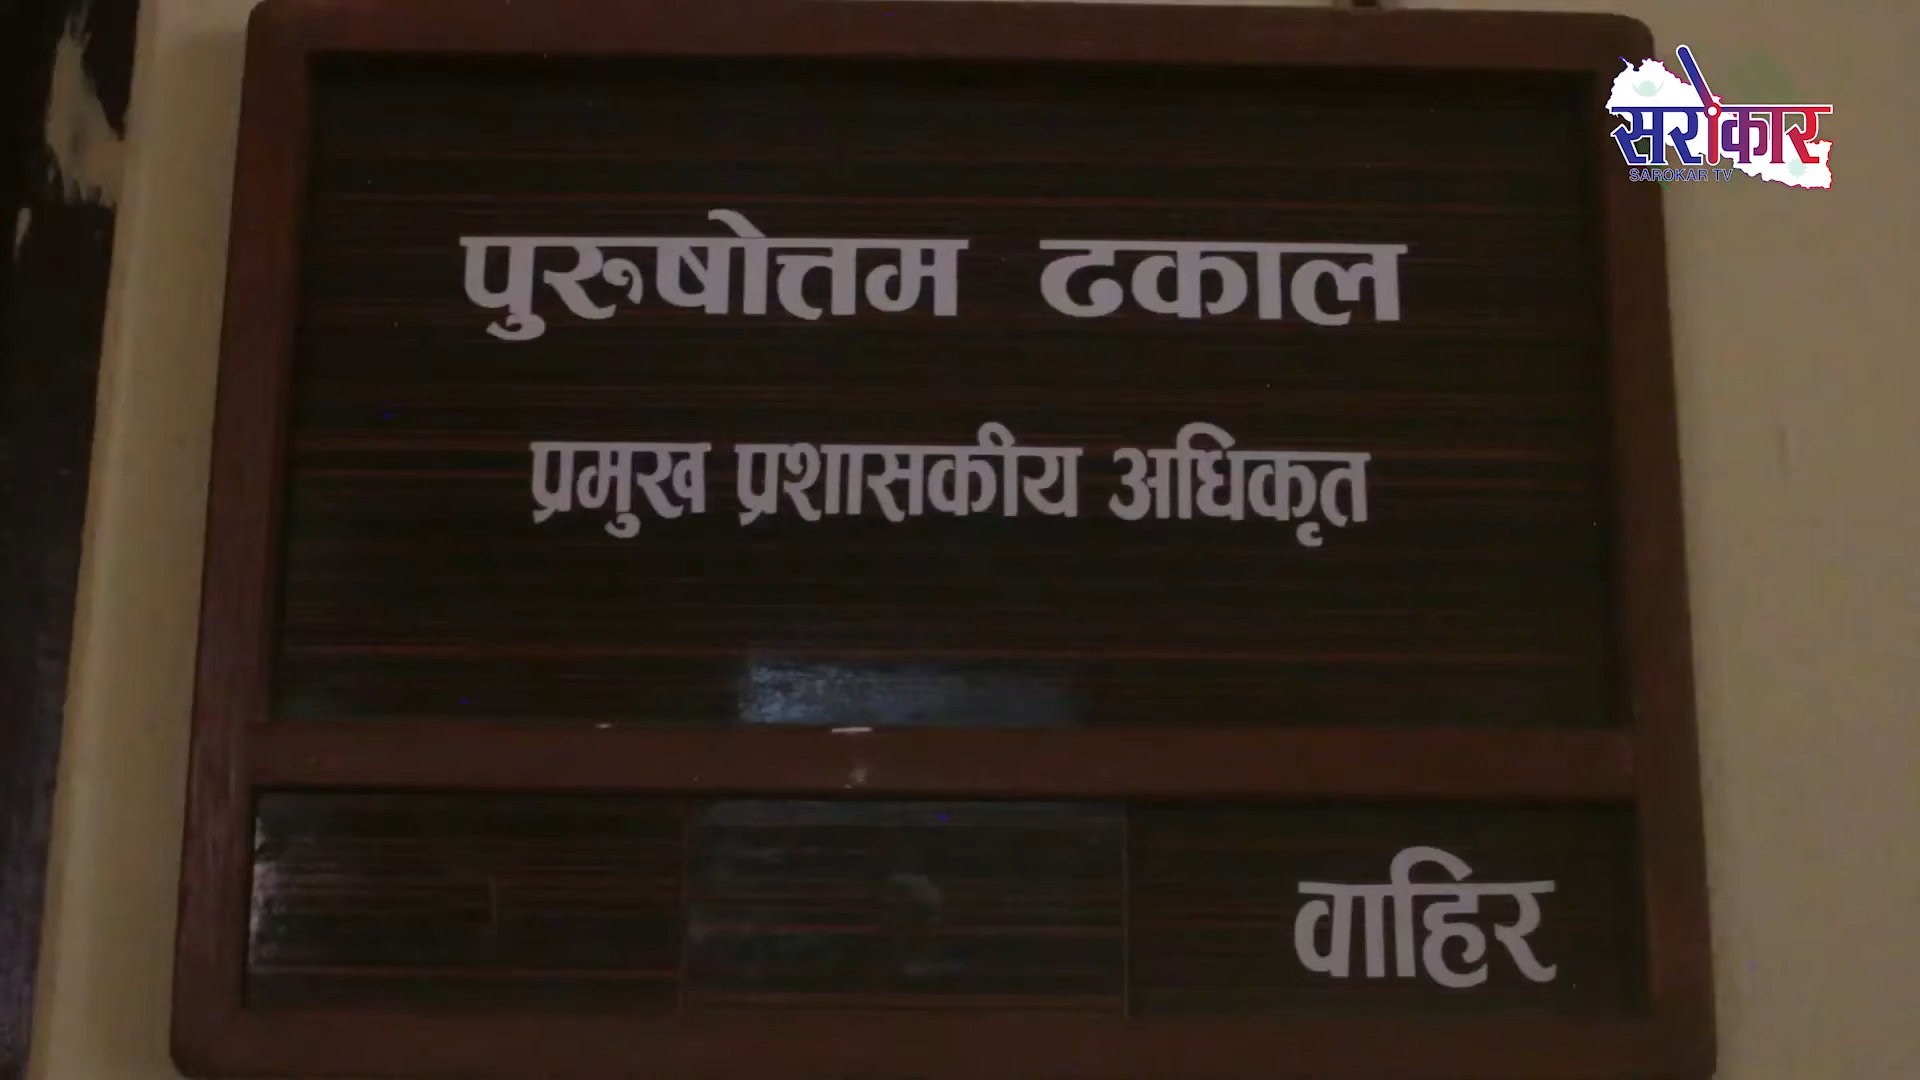 सरोकार
SAROKAR TV
पुरुषोत्तम ढकाल
प्रमुख प्रशासकीय अधिकृत
वाहिर